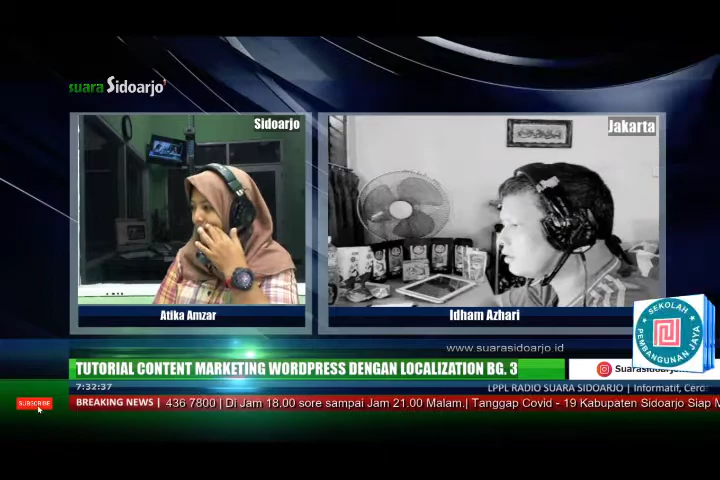 suara Sidoarjo
Sidoarjo
Jakarta
Atika Amzar
Idham Azhari
www.suarasidoarjo.id
SEKOLAH
PEMBANGUNAN JAYA
TUTORIAL CONTENT MARKETING WORDPRESS DENGAN LOCALIZATION BG. 3
7:32:37
LPPL RADIO SUARA SIDOARJO | Informatif, Cerd
SUBSCRIBE
BREAKING NEWS | 436 7800 | Di Jam 18.00 sore sampai Jam 21.00 Malam.| Tanggap Covid - 19 Kabupaten Sidoarjo Siap M